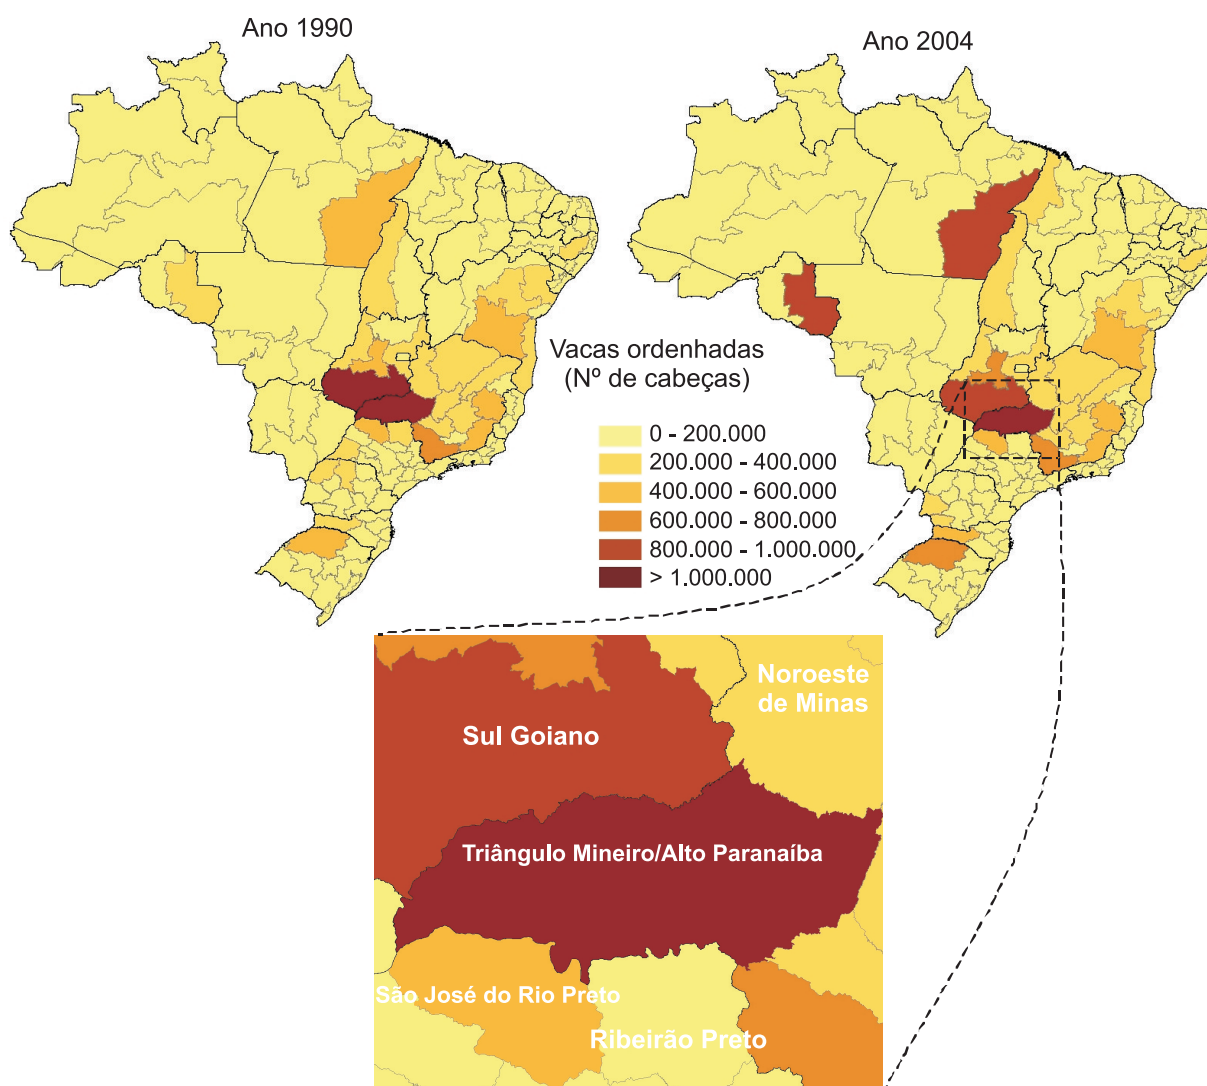 Ano 1990
Ano 2004
Vacas ordenhadas
(Nº de cabeças)
0 - 200.000
200.000 - 400.000
400.000 - 600.000
600.000 - 800.000
800.000 - 1.000.000
> 1.000.000
Noroeste
de Minas
Sul Goiano
Triângulo Mineiro/Alto Paranaíba
São José do Rio Preto
Ribeirão Preto